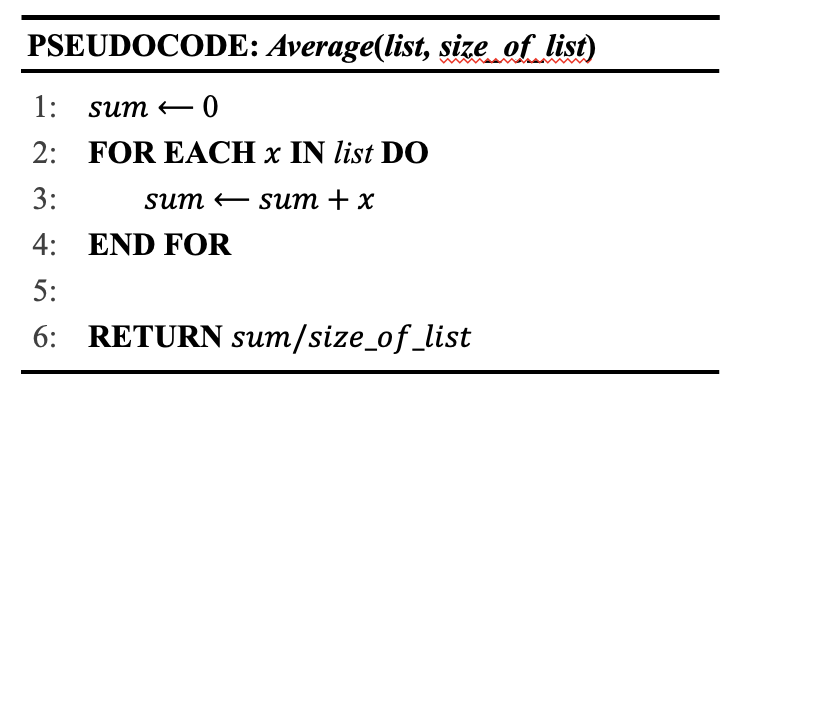 PSEUDOCODE: Average(list, size_of_list)
1: sum ⟵ 0
2: FOR EACH x IN list DO
3: sum ⟵ sum + x
4: END FOR
5:
6: RETURN sum/size_of_list